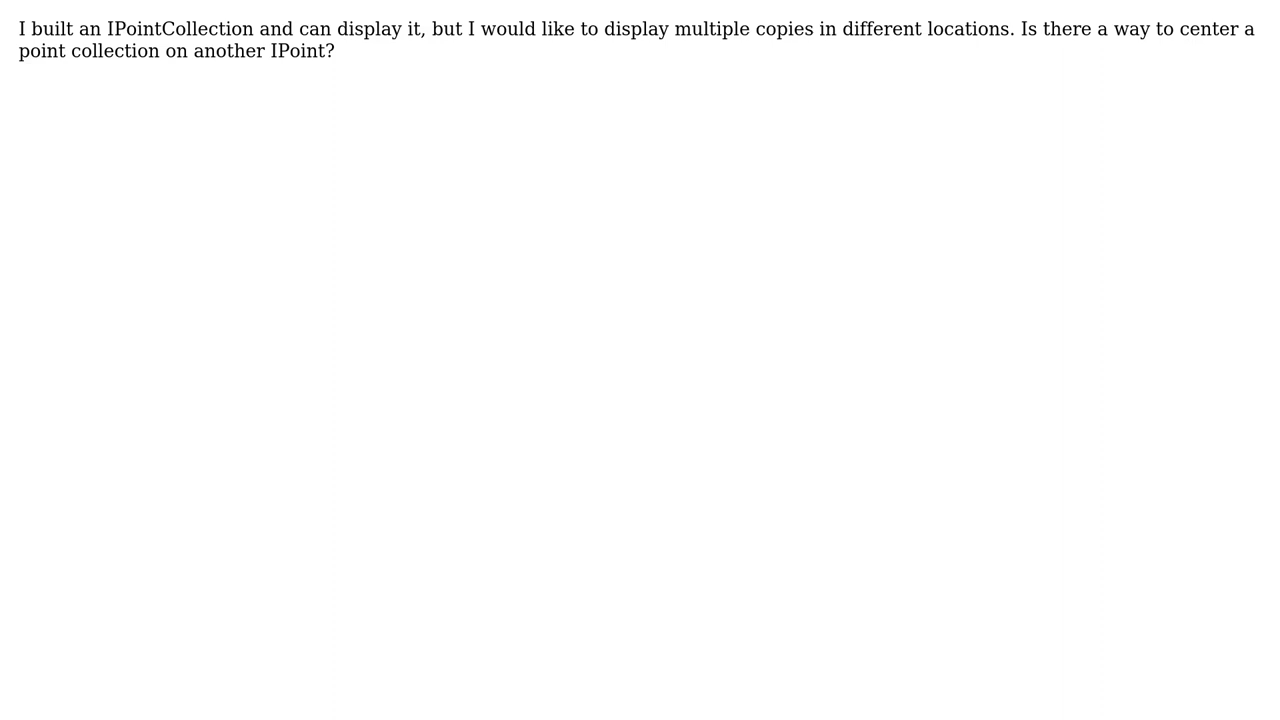 I built an IPointCollection and can display it, but I would like to display multiple copies in different locations. Is there a way to center a
point collection on another IPoint?